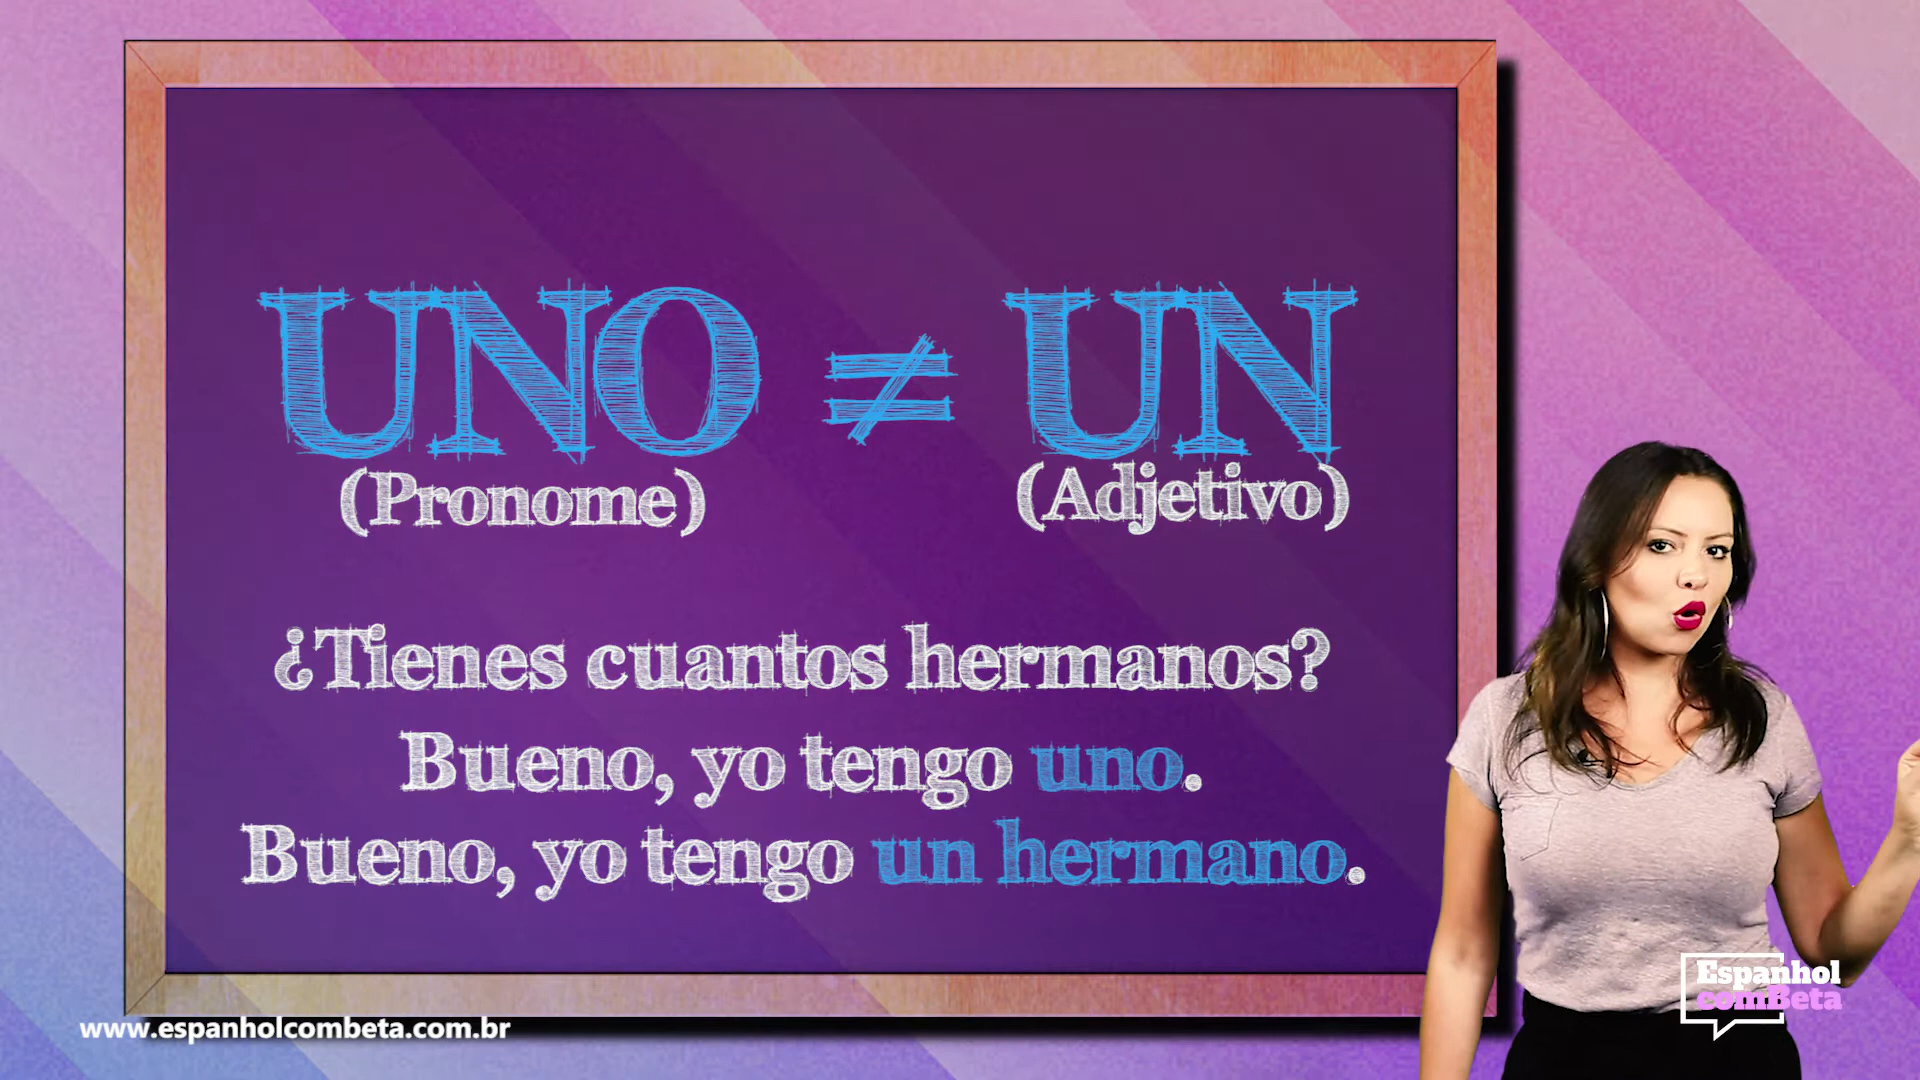 UNO ≠ UN
(Pronome) (Adjetivo)
¿Tienes cuantos hermanos?
Bueno, yo tengo uno.
Bueno, yo tengo un hermano.
Espanhol
comBeta
www.espanholcombeta.com.br